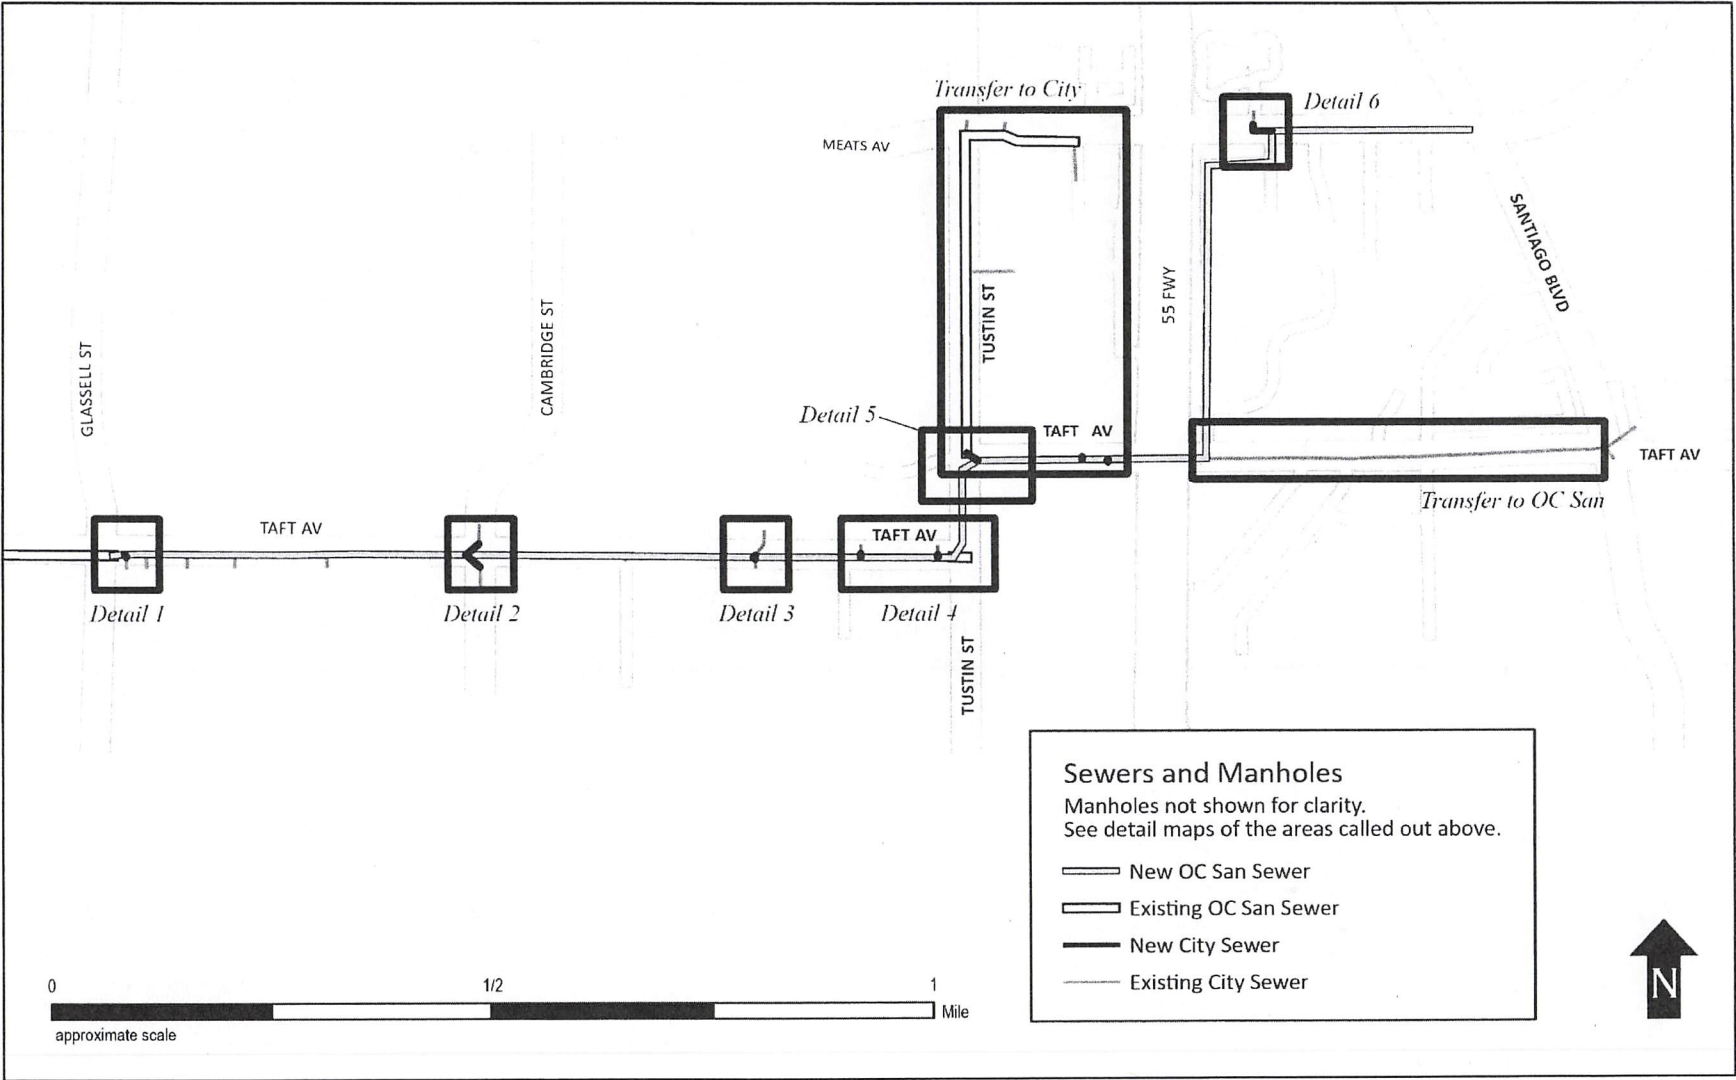 Transfer to City
Detail 6
MEATS AV
SANTIAGO BLVD
55 FWY
TUSTIN ST
CAMBRIDGE ST
GLASSELL ST
Detail 5
TAFT AV
TAFT AV
Transfer to OC San
TAFT AV
TAFT AV
Detail 1
Detail 2
Detail 3
Detail 4
TUSTIN ST
Sewers and Manholes
Manholes not shown for clarity.
See detail maps of the areas called out above.
New OC San Sewer
Existing OC San Sewer
New City Sewer
Existing City Sewer
0 1/2 1
Mile
approximate scale
N